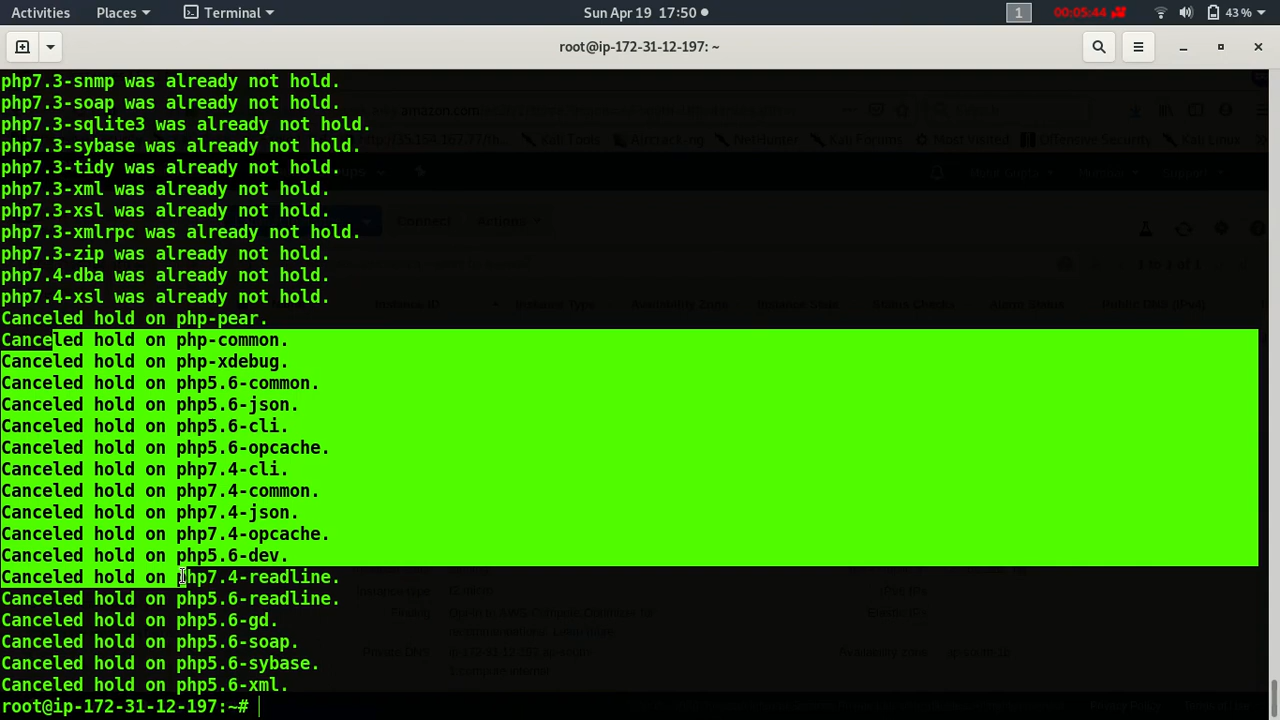 Activities Places Terminal Sun Apr 19 17:50 1 00:05:44 43%
root@ip-172-31-12-197: ~
php7.3-snmp was already not hold.
php7.3-soap was already not hold.
php7.3-sqlite3 was already not hold.
php7.3-sybase was already not hold.
php7.3-tidy was already not hold.
php7.3-xml was already not hold.
php7.3-xsl was already not hold.
php7.3-xmlrpc was already not hold.
php7.3-zip was already not hold.
php7.4-dba was already not hold.
php7.4-xsl was already not hold.
Canceled hold on php-pear.
Canceled hold on php-common.
Canceled hold on php-xdebug.
Canceled hold on php5.6-common.
Canceled hold on php5.6-json.
Canceled hold on php5.6-cli.
Canceled hold on php5.6-opcache.
Canceled hold on php7.4-cli.
Canceled hold on php7.4-common.
Canceled hold on php7.4-json.
Canceled hold on php7.4-opcache.
Canceled hold on php5.6-dev.
Canceled hold on php7.4-readline.
Canceled hold on php5.6-readline.
Canceled hold on php5.6-gd.
Canceled hold on php5.6-soap.
Canceled hold on php5.6-sybase.
Canceled hold on php5.6-xml.
root@ip-172-31-12-197:~#